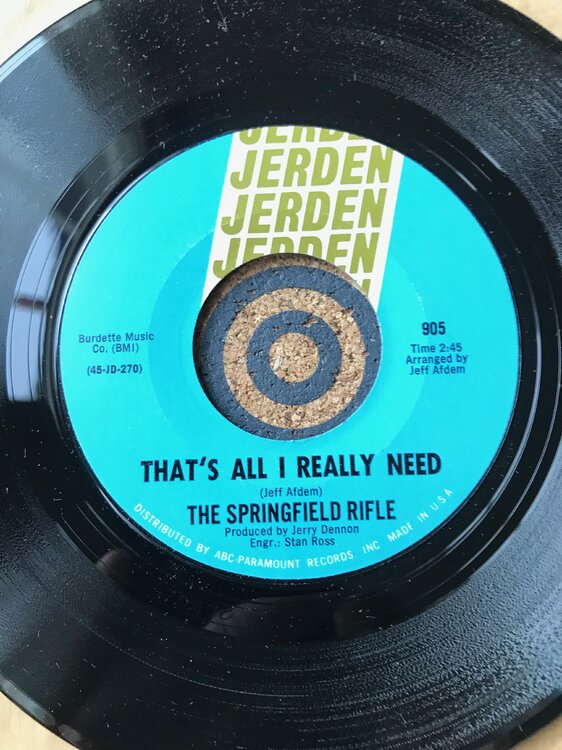 JERDEN
JERDEN
JERDEN
JERDEN
Burdette Music
Co. (BMI)
(45-JD-270)
905
Time 2:45
Arranged by
Jeff Afdem
THAT'S ALL I REALLY NEED
(Jeff Afdem)
THE SPRINGFIELD RIFLE
Produced by Jerry Dennon
Engr.: Stan Ross
DISTRIBUTED BY ABC-PARAMOUNT RECORDS, INC. MADE IN U.S.A